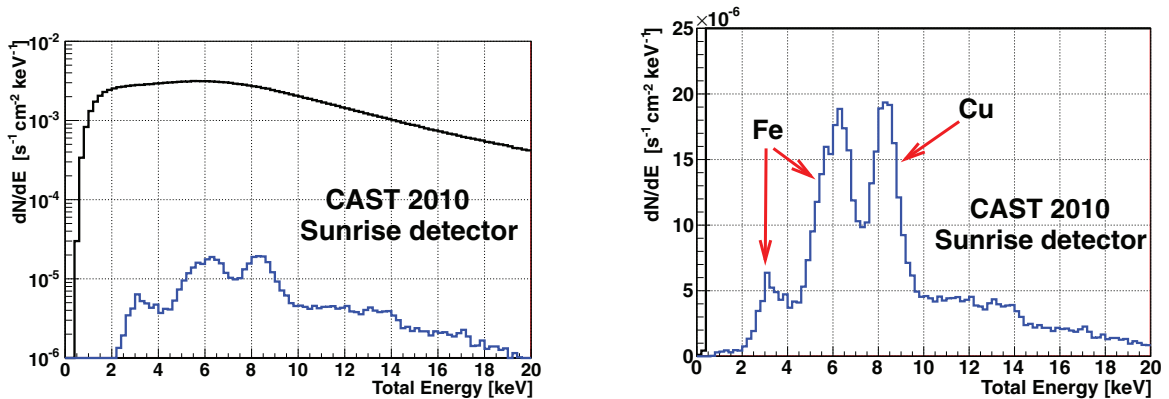 dN/dE [s⁻¹ cm⁻² keV⁻¹]
10⁻²
10⁻³
10⁻⁴
10⁻⁵
10⁻⁶
CAST 2010
Sunrise detector
0 2 4 6 8 10 12 14 16 18 20
Total Energy [keV]
×10⁻⁶
dN/dE [s⁻¹ cm⁻² keV⁻¹]
25
20
15
10
5
0
Fe
Cu
CAST 2010
Sunrise detector
0 2 4 6 8 10 12 14 16 18 20
Total Energy [keV]